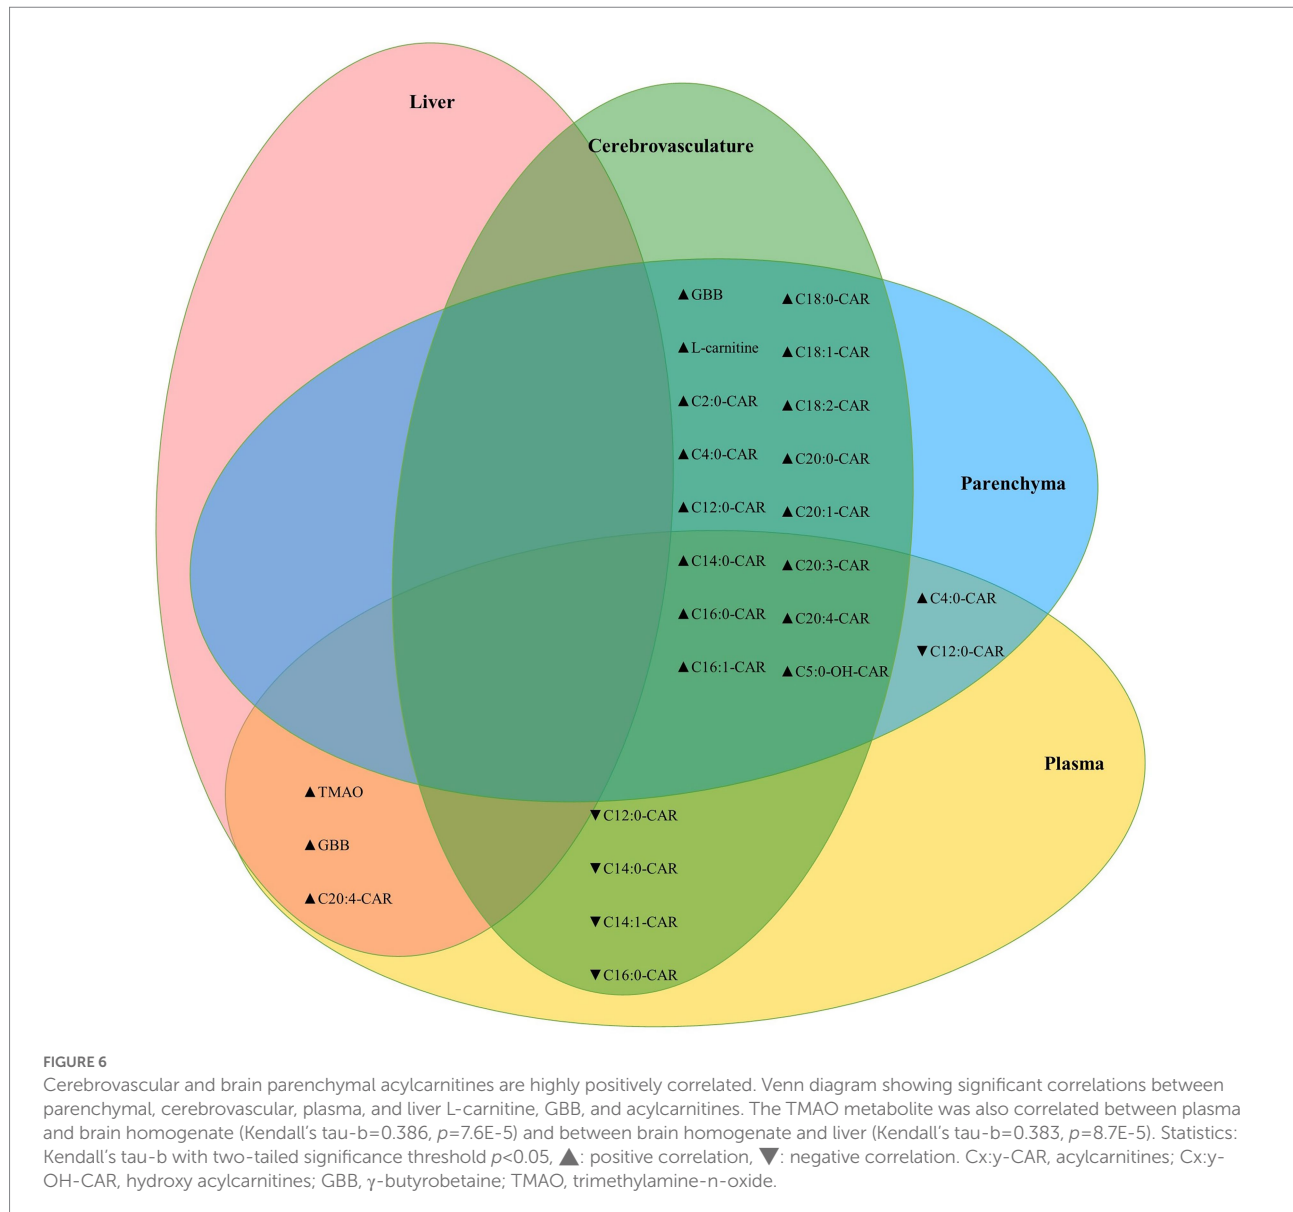 Liver
Cerebrovasculature
▲GBB
▲C18:0-CAR
▲L-carnitine
▲C18:1-CAR
▲C2:0-CAR
▲C18:2-CAR
▲C4:0-CAR
▲C20:0-CAR
Parenchyma
▲C12:0-CAR
▲C20:1-CAR
▲C14:0-CAR
▲C20:3-CAR
▲C4:0-CAR
▲C16:0-CAR
▲C20:4-CAR
▼C12:0-CAR
▲C16:1-CAR
▲C5:0-OH-CAR
Plasma
▲TMAO
▼C12:0-CAR
▲GBB
▼C14:0-CAR
▲C20:4-CAR
▼C14:1-CAR
▼C16:0-CAR
FIGURE 6
Cerebrovascular and brain parenchymal acylcarnitines are highly positively correlated. Venn diagram showing significant correlations between
parenchymal, cerebrovascular, plasma, and liver L-carnitine, GBB, and acylcarnitines. The TMAO metabolite was also correlated between plasma
and brain homogenate (Kendall's tau-b=0.386, p=7.6E-5) and between brain homogenate and liver (Kendall's tau-b=0.383, p=8.7E-5). Statistics:
Kendall's tau-b with two-tailed significance threshold p<0.05, ▲: positive correlation, ▼: negative correlation. Cx:y-CAR, acylcarnitines; Cx:y-
OH-CAR, hydroxy acylcarnitines; GBB, γ-butyrobetaine; TMAO, trimethylamine-n-oxide.